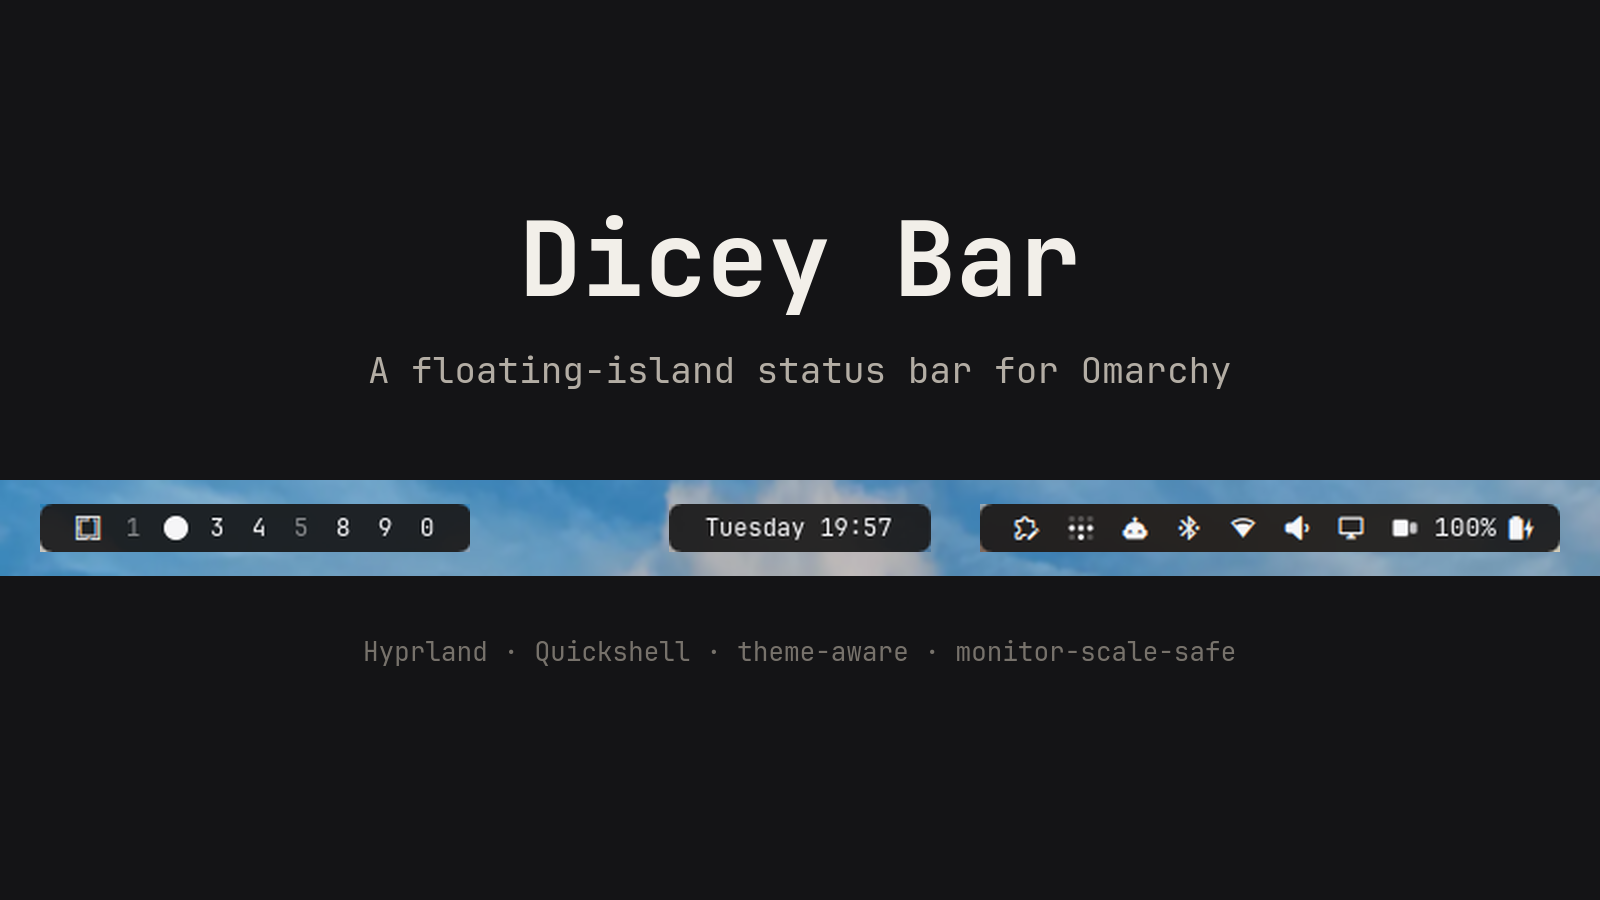 Dicey Bar
A floating-island status bar for Omarchy
1 3 4 5 8 9 0
Tuesday 19:57
100%
Hyprland · Quickshell · theme-aware · monitor-scale-safe